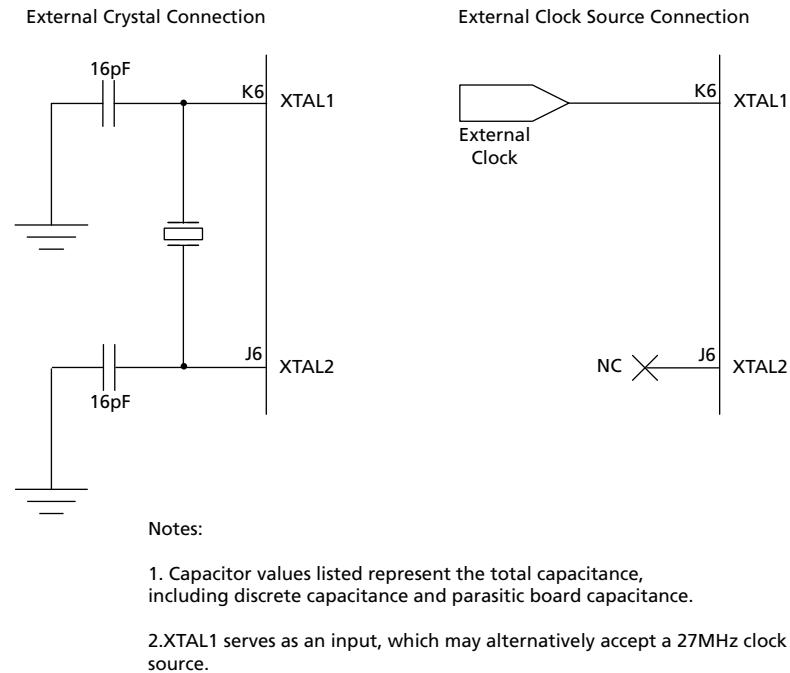 External Crystal Connection
External Clock Source Connection
16pF
K6
XTAL1
J6
XTAL2
16pF
K6
XTAL1
External
Clock
NC
J6
XTAL2
Notes:
1. Capacitor values listed represent the total capacitance,
including discrete capacitance and parasitic board capacitance.
2.XTAL1 serves as an input, which may alternatively accept a 27MHz clock
source.